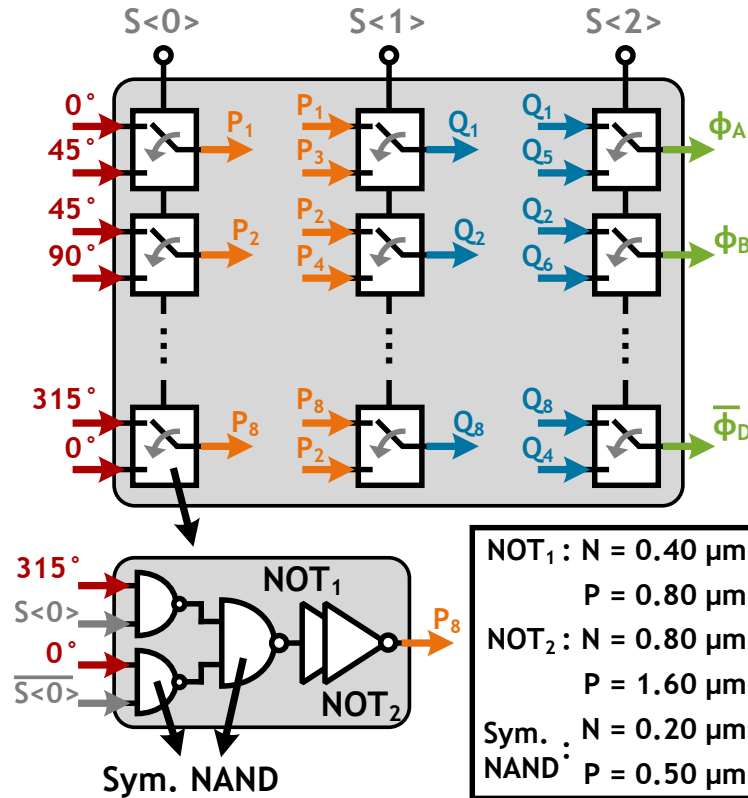 S<0> S<1> S<2>
0° P₁ P₁ Q₁ Q₁ Φ_A
45° P₃ Q₅
45° P₂ P₂ Q₂ Q₂ Φ_B
90° P₄ Q₆
315° P₈ P₈ Q₈ Q₈ Φ̅_D
0° P₂ Q₄
315°
S<0>
0°
S̅<̅0̅>̅
NOT₁
NOT₂
P₈
Sym. NAND
NOT₁: N = 0.40 µm
P = 0.80 µm
NOT₂: N = 0.80 µm
P = 1.60 µm
Sym. NAND: N = 0.20 µm
P = 0.50 µm